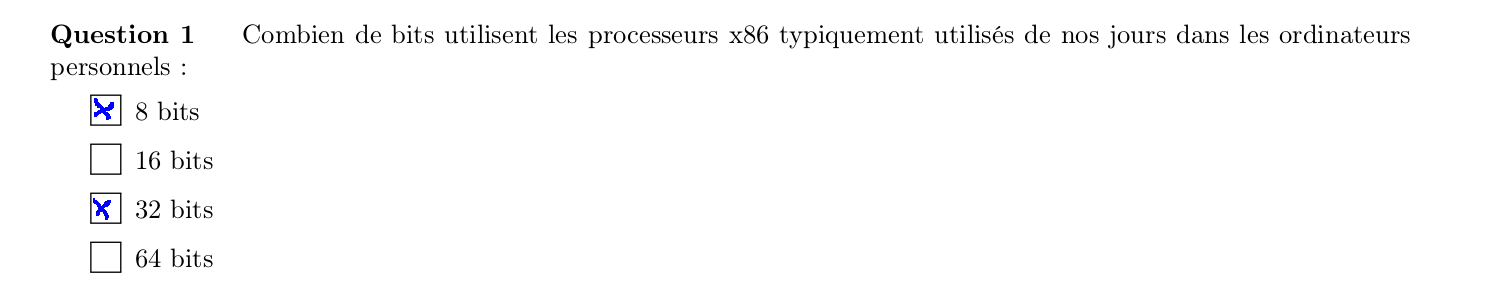 Question 1 Combien de bits utilisent les processeurs x86 typiquement utilisés de nos jours dans les ordinateurs
personnels :
8 bits
16 bits
32 bits
64 bits